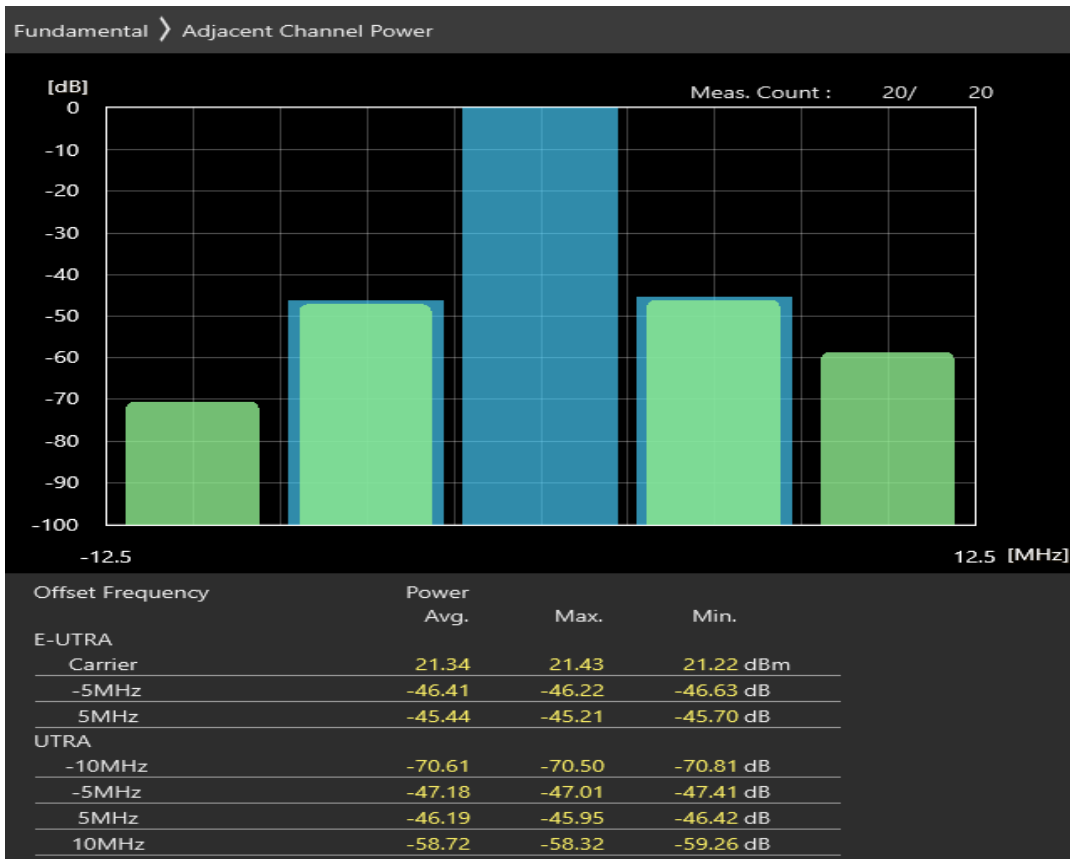 Fundamental 》 Adjacent Channel Power
[dB]
Meas. Count : 20/ 20
0
-10
-20
-30
-40
-50
-60
-70
-80
-90
-100
-12.5 12.5 [MHz]
Offset Frequency Power
Avg. Max. Min.
E-UTRA
Carrier 21.34 21.43 21.22 dBm
-5MHz -46.41 -46.22 -46.63 dB
5MHz -45.44 -45.21 -45.70 dB
UTRA
-10MHz -70.61 -70.50 -70.81 dB
-5MHz -47.18 -47.01 -47.41 dB
5MHz -46.19 -45.95 -46.42 dB
10MHz -58.72 -58.32 -59.26 dB